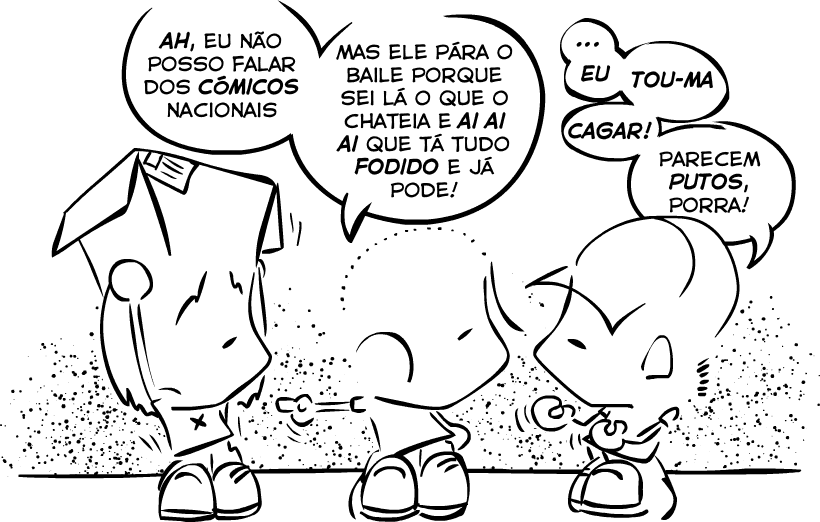 AH, EU NÃO
POSSO FALAR
DOS CÓMICOS
NACIONAIS
MAS ELE PÁRA O
BAILE PORQUE
SEI LÁ O QUE O
CHATEIA E AI AI
AI QUE TÁ TUDO
FODIDO E JÁ
PODE!
...
EU
TOU-MA
CAGAR!
PARECEM
PUTOS,
PORRA!